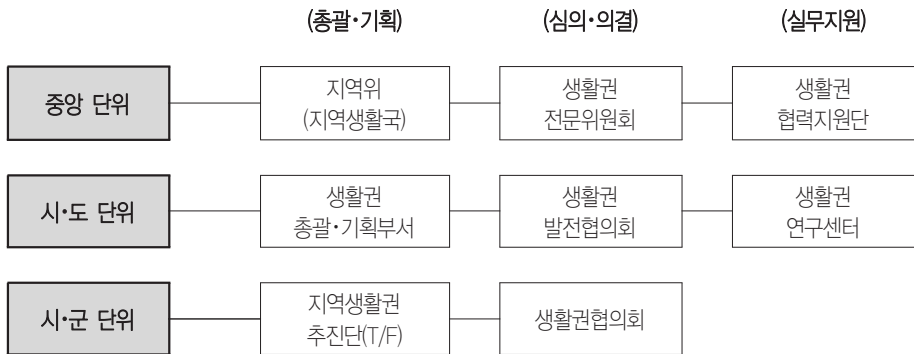 (총괄·기획) (심의·의결) (실무지원)
중앙 단위
지역위
(지역생활국)
생활권
전문위원회
생활권
협력지원단
시·도 단위
생활권
총괄·기획부서
생활권
발전협의회
생활권
연구센터
시·군 단위
지역생활권
추진단(T/F)
생활권협의회